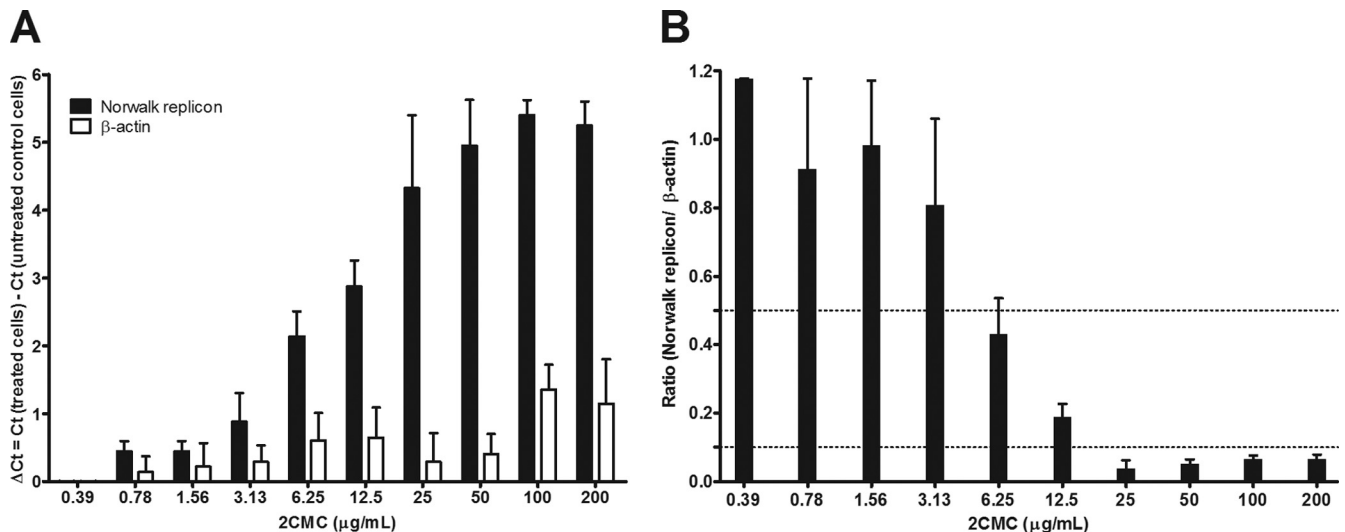 A
ΔCt = Ct (treated cells) - Ct (untreated control cells)
6
5
4
3
2
1
0
Norwalk replicon
β-actin
0.39 0.78 1.56 3.13 6.25 12.5 25 50 100 200
2CMC (μg/mL)
B
Ratio (Norwalk replicon/ β-actin)
1.2
1.0
0.8
0.6
0.4
0.2
0.0
0.39 0.78 1.56 3.13 6.25 12.5 25 50 100 200
2CMC (μg/mL)